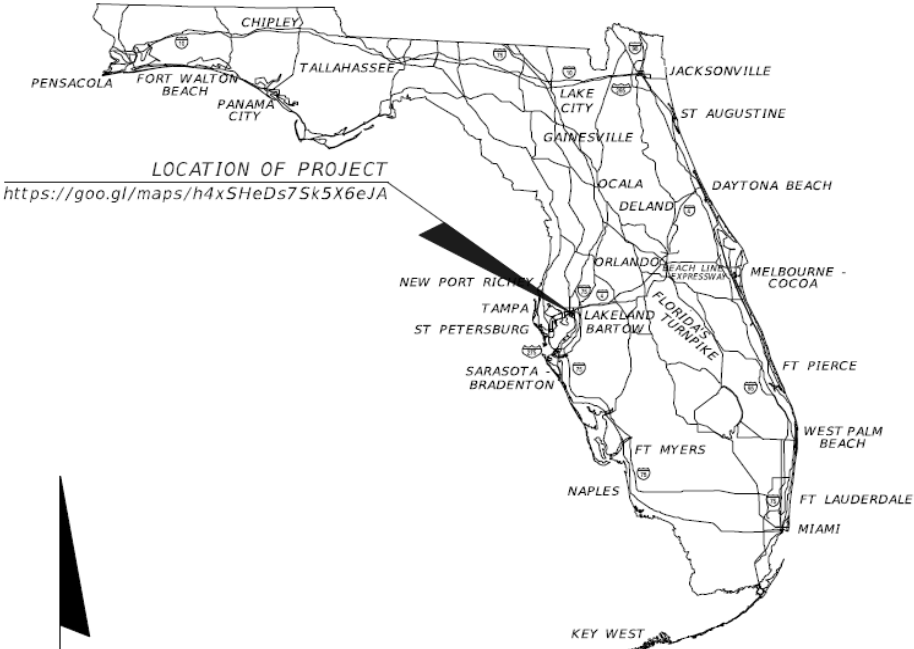 CHIPLEY
PENSACOLA
FORT WALTON
BEACH
PANAMA
CITY
TALLAHASSEE
LAKE
CITY
JACKSONVILLE
ST AUGUSTINE
GAINESVILLE
LOCATION OF PROJECT
https://goo.gl/maps/h4xSHeDs7Sk5X6eJA
OCALA
DELAND
DAYTONA BEACH
ORLANDO
BEACH LINE
EXPRESSWAY
MELBOURNE -
COCOA
NEW PORT RICHEY
TAMPA
ST PETERSBURG
LAKELAND
BARTOW
FLORIDA'S
TURNPIKE
SARASOTA -
BRADENTON
FT PIERCE
WEST PALM
BEACH
FT MYERS
NAPLES
FT LAUDERDALE
MIAMI
KEY WEST